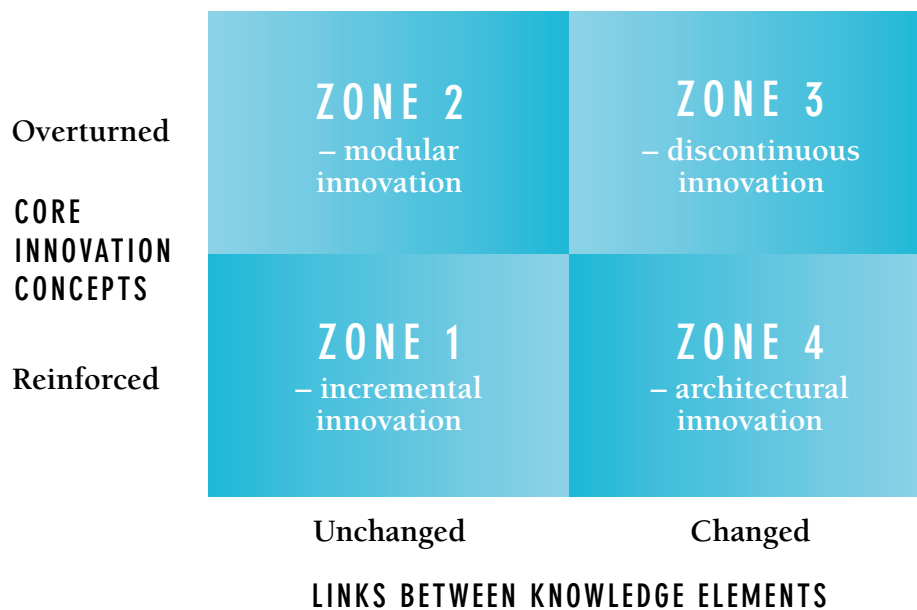 ZONE 2
– modular
innovation
ZONE 3
– discontinuous
innovation
Overturned
CORE
INNOVATION
CONCEPTS
ZONE 1
– incremental
innovation
ZONE 4
– architectural
innovation
Reinforced
Unchanged
Changed
LINKS BETWEEN KNOWLEDGE ELEMENTS